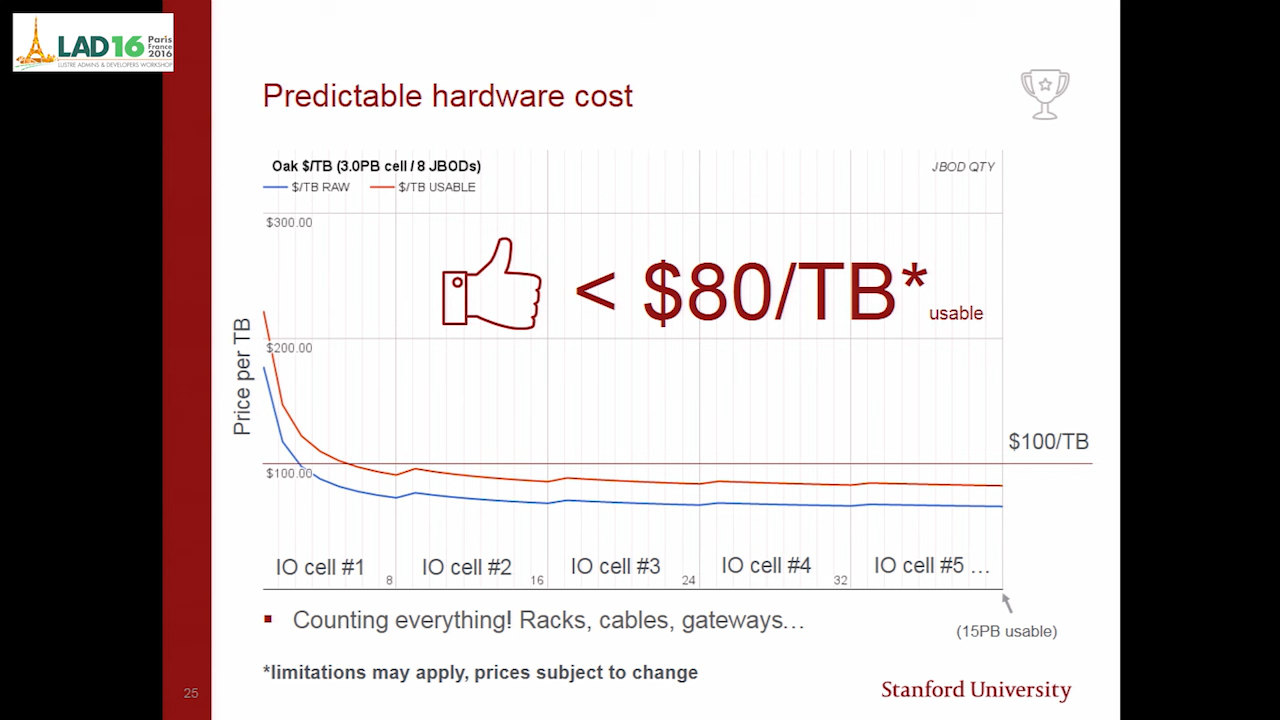 LAD16 Paris France 2016
LUSTRE ADMINS & DEVELOPERS WORKSHOP
Predictable hardware cost
Oak $/TB (3.0PB cell / 8 JBODs)
JBOD QTY
$/TB RAW
$/TB USABLE
$300.00
< $80/TB*
usable
$200.00
Price per TB
$100/TB
$100.00
IO cell #1
IO cell #2
IO cell #3
IO cell #4
IO cell #5 …
8
16
24
32
▪ Counting everything! Racks, cables, gateways…
(15PB usable)
*limitations may apply, prices subject to change
25
Stanford University